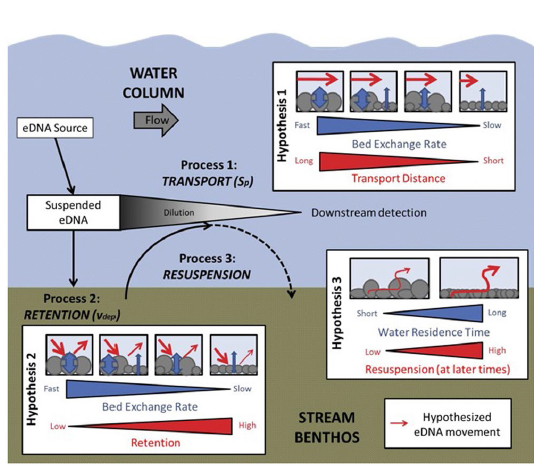 WATER
COLUMN
Flow
eDNA Source
Suspended
eDNA
Process 1:
TRANSPORT (Sp)
Dilution
Downstream detection
Process 3:
RESUSPENSION
Process 2:
RETENTION (vdep)
Hypothesis 1
Fast
Slow
Bed Exchange Rate
Long
Short
Transport Distance
Hypothesis 3
Short
Long
Water Residence Time
Low
High
Resuspension (at later times)
Hypothesis 2
Fast
Slow
Bed Exchange Rate
Low
High
Retention
STREAM
BENTHOS
Hypothesized
eDNA movement